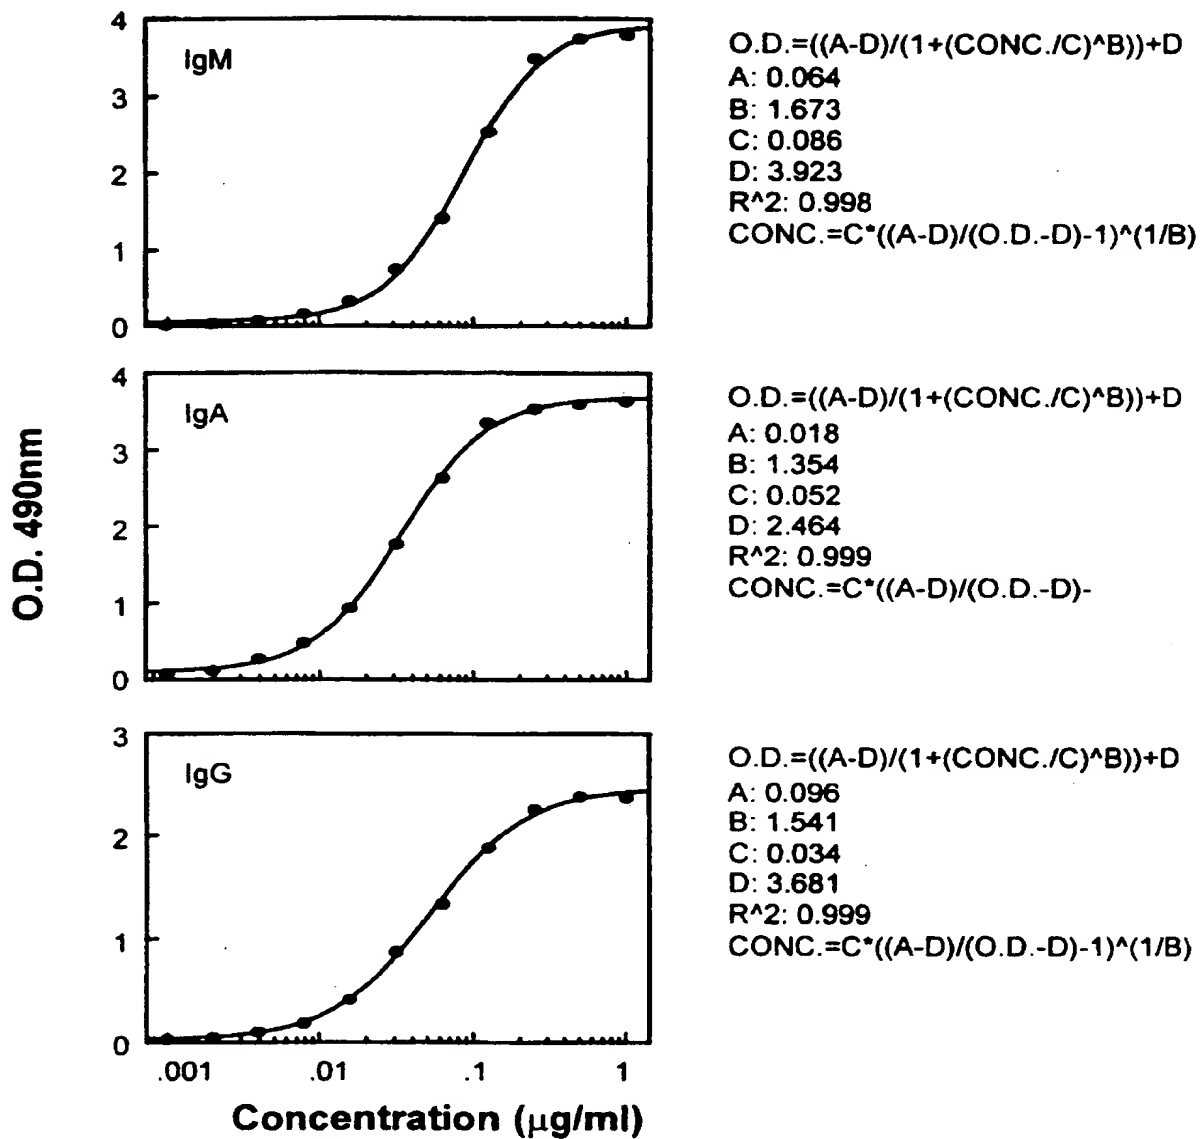 4
3
2
1
0
IgM
O.D.=((A-D)/(1+(CONC./C)^B))+D
A: 0.064
B: 1.673
C: 0.086
D: 3.923
R^2: 0.998
CONC.=C*((A-D)/(O.D.-D)-1)^(1/B)
4
3
2
1
0
IgA
O.D.=((A-D)/(1+(CONC./C)^B))+D
A: 0.018
B: 1.354
C: 0.052
D: 2.464
R^2: 0.999
CONC.=C*((A-D)/(O.D.-D)-
O.D. 490nm
3
2
1
0
IgG
O.D.=((A-D)/(1+(CONC./C)^B))+D
A: 0.096
B: 1.541
C: 0.034
D: 3.681
R^2: 0.999
CONC.=C*((A-D)/(O.D.-D)-1)^(1/B)
.001 .01 .1 1
Concentration (µg/ml)